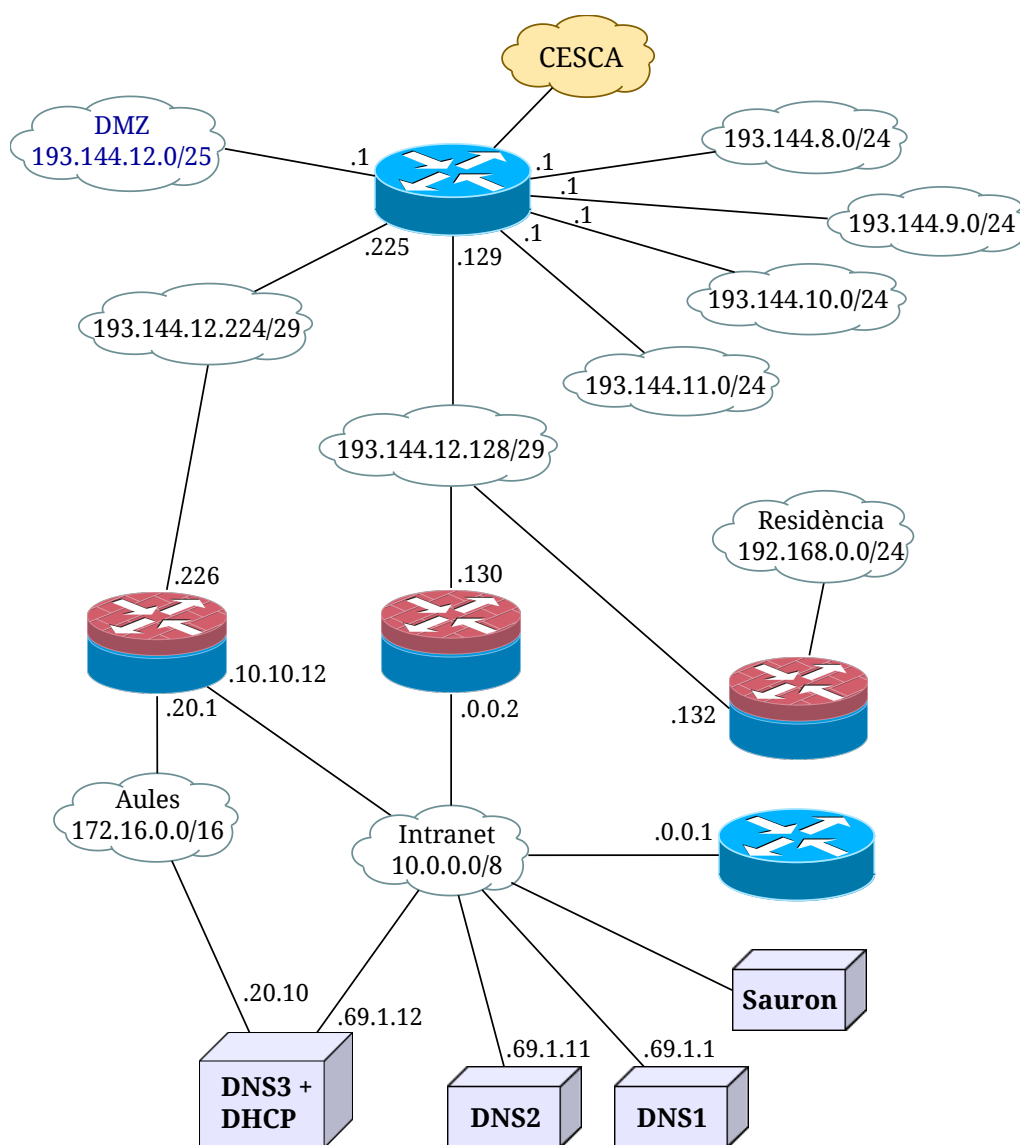 CESCA
DMZ
193.144.12.0/25
193.144.8.0/24
.1
.1
.1
193.144.9.0/24
.1
.1
.225
.129
193.144.10.0/24
193.144.12.224/29
193.144.11.0/24
193.144.12.128/29
Residència
192.168.0.0/24
.226
.130
.10.10.12
.20.1
.0.0.2
.132
Aules
172.16.0.0/16
Intranet
10.0.0.0/8
.0.0.1
Sauron
.20.10
.69.1.12
.69.1.11
.69.1.1
DNS3 +
DHCP
DNS2
DNS1